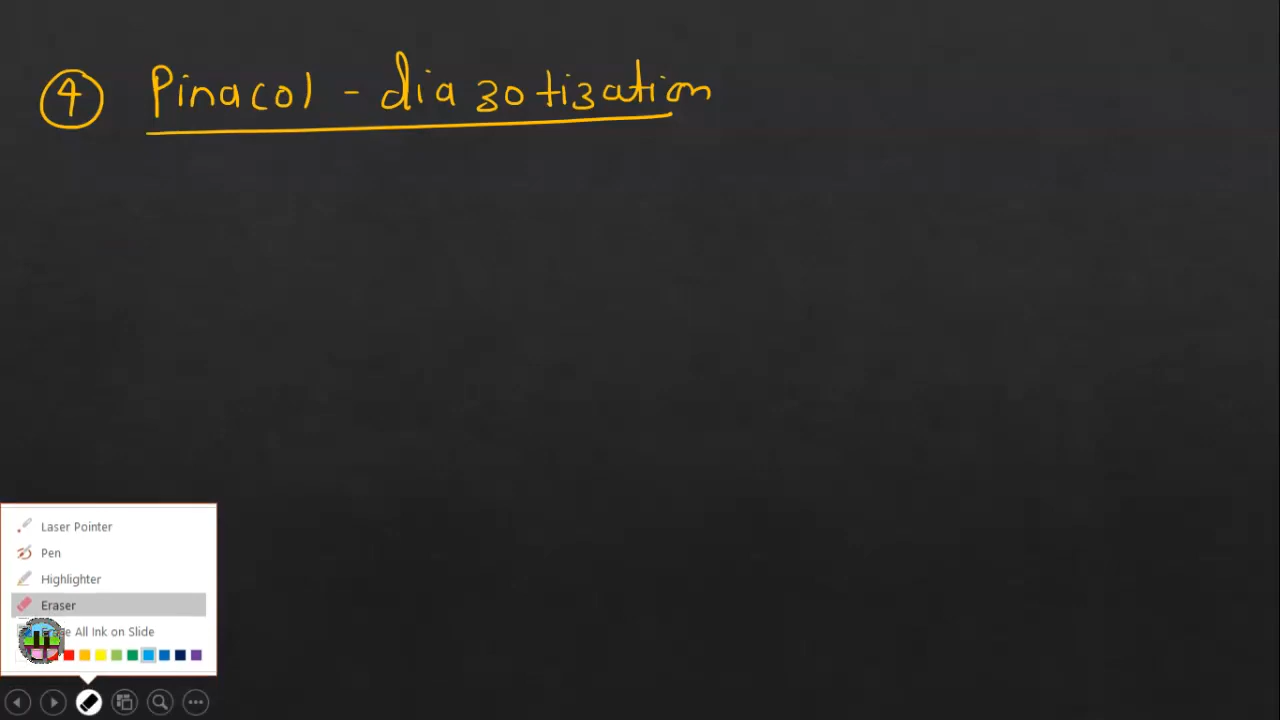 4 Pinacol - diazotization
Laser Pointer
Pen
Highlighter
Eraser
All Ink on Slide